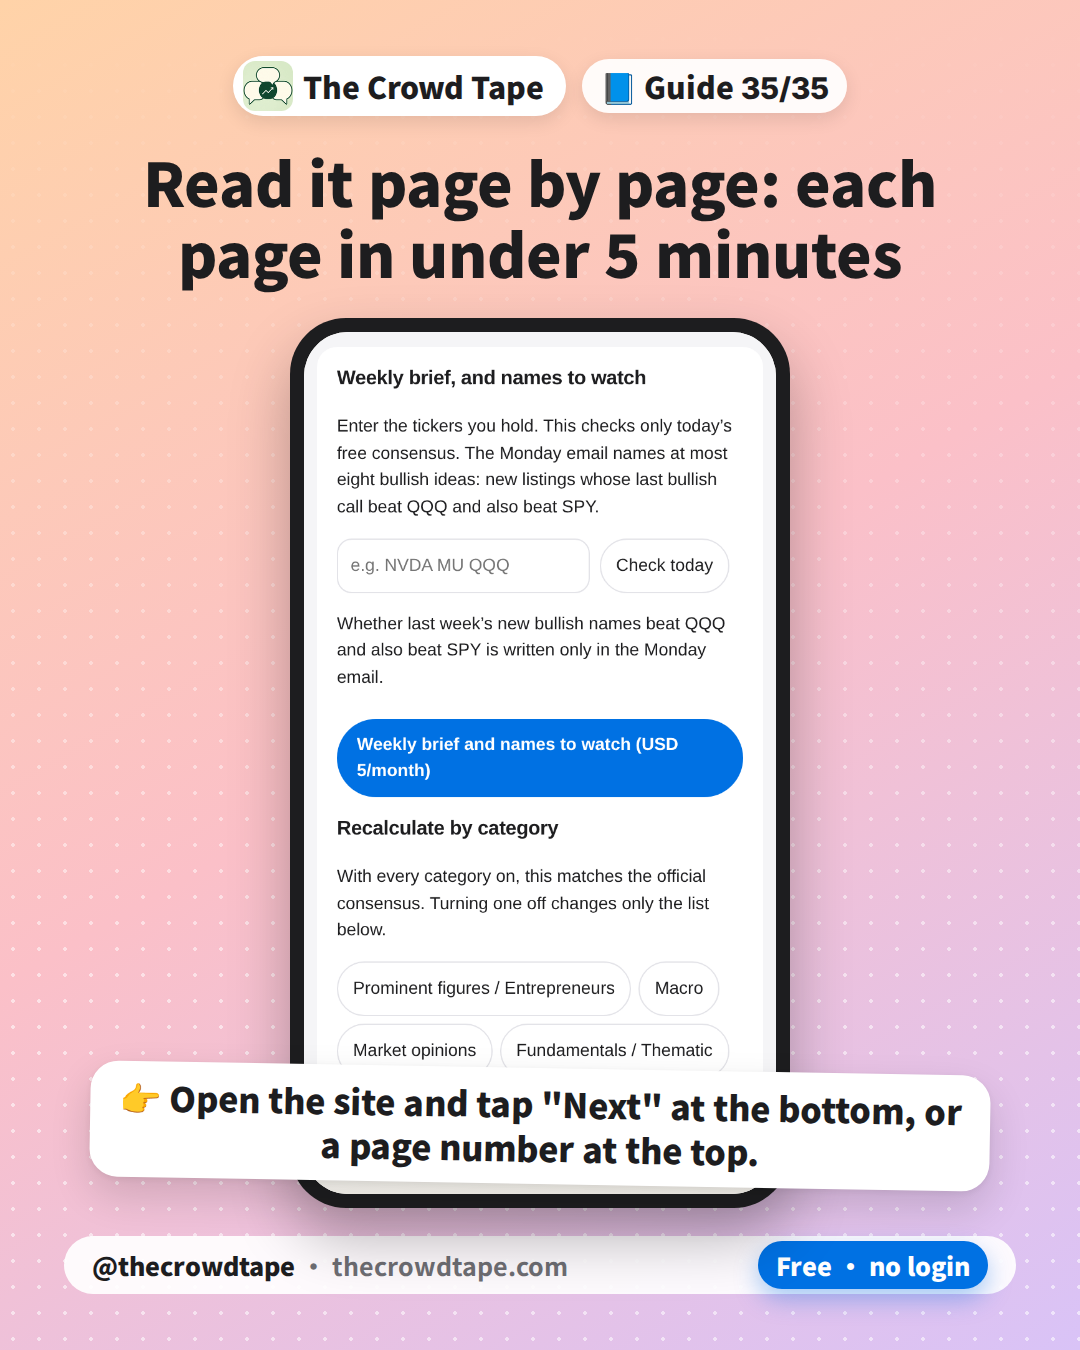 The Crowd Tape
📘 Guide 35/35
Read it page by page: each
page in under 5 minutes
Weekly brief, and names to watch
Enter the tickers you hold. This checks only today's
free consensus. The Monday email names at most
eight bullish ideas: new listings whose last bullish
call beat QQQ and also beat SPY.
e.g. NVDA MU QQQ
Check today
Whether last week's new bullish names beat QQQ
and also beat SPY is written only in the Monday
email.
Weekly brief and names to watch (USD
5/month)
Recalculate by category
With every category on, this matches the official
consensus. Turning one off changes only the list
below.
Prominent figures / Entrepreneurs
Macro
Market opinions
Fundamentals / Thematic
👉 Open the site and tap "Next" at the bottom, or
a page number at the top.
@thecrowdtape • thecrowdtape.com
Free • no login